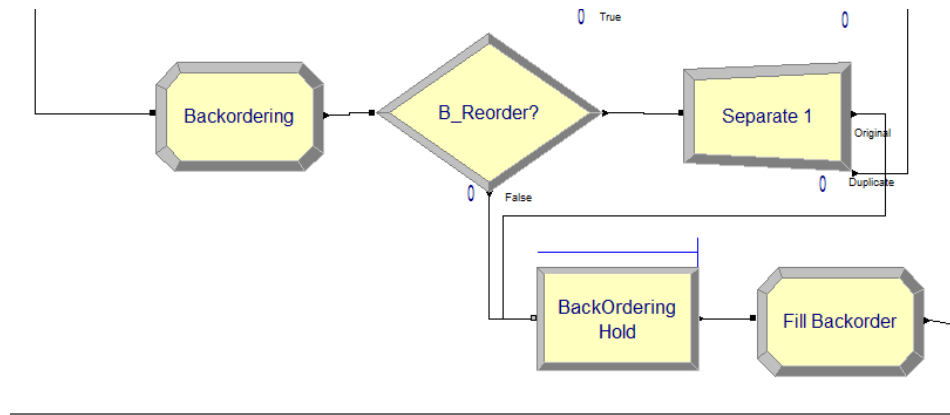 0
True
0
Backordering
B_Reorder?
Separate 1
Original
0
False
0
Duplicate
BackOrdering
Hold
Fill Backorder